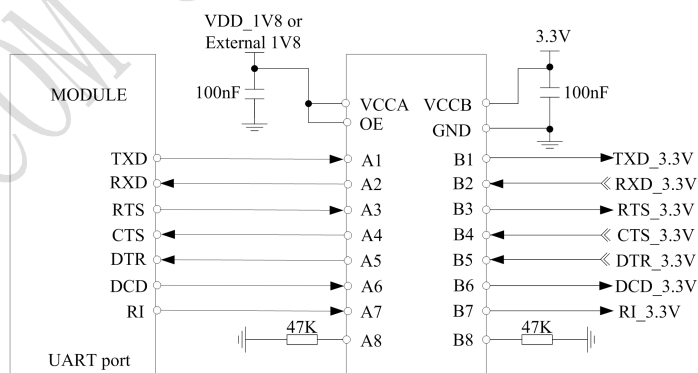 VDD_1V8 or
External 1V8
3.3V
MODULE
100nF
VCCA VCCB
100nF
OE
GND
TXD A1 B1 TXD_3.3V
RXD A2 B2 RXD_3.3V
RTS A3 B3 RTS_3.3V
CTS A4 B4 CTS_3.3V
DTR A5 B5 DTR_3.3V
DCD A6 B6 DCD_3.3V
RI A7 B7 RI_3.3V
47K A8 B8 47K
UART port